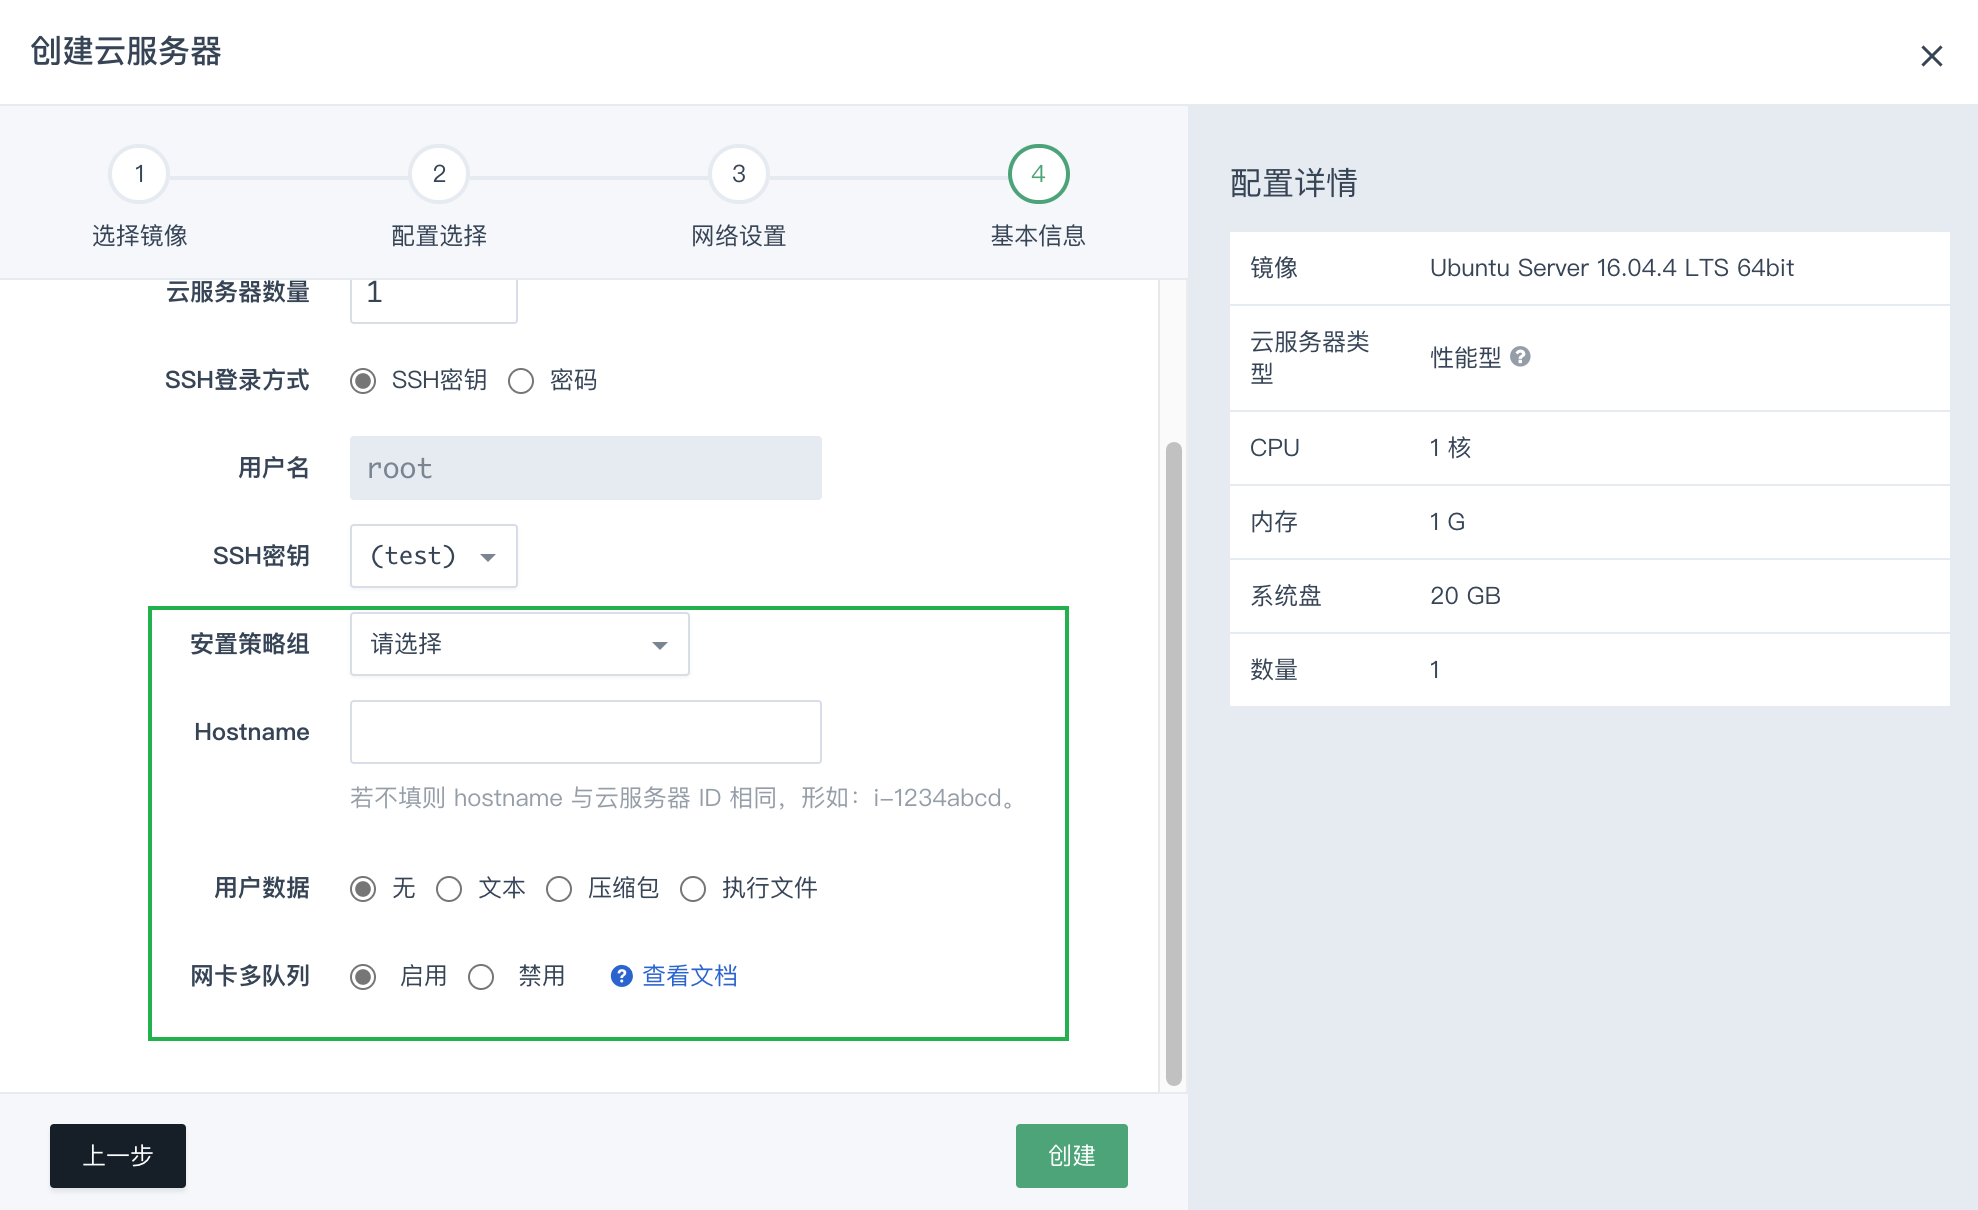 创建云服务器
1
2
3
4
选择镜像
配置选择
网络设置
基本信息
云服务器数量
1
SSH登录方式
SSH密钥
密码
用户名
root
SSH密钥
(test)
安置策略组
请选择
Hostname
若不填则 hostname 与云服务器 ID 相同，形如：i-1234abcd。
用户数据
无
文本
压缩包
执行文件
网卡多队列
启用
禁用
? 查看文档
上一步
创建
配置详情
镜像
Ubuntu Server 16.04.4 LTS 64bit
云服务器类
型
性能型 ?
CPU
1 核
内存
1 G
系统盘
20 GB
数量
1